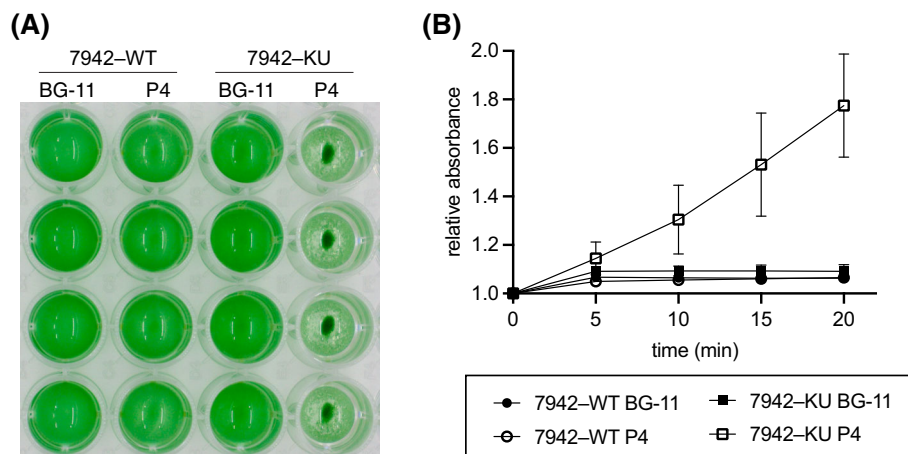 (A)
7942–WT 7942–KU
BG-11 P4 BG-11 P4
(B)
2.0
1.8
1.6
1.4
1.2
1.0
relative absorbance
0 5 10 15 20
time (min)
7942–WT BG-11 7942–KU BG-11
7942–WT P4 7942–KU P4